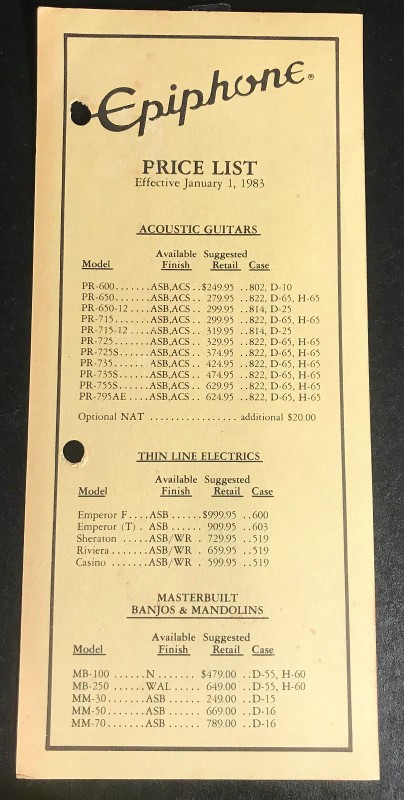 Epiphone®
PRICE LIST
Effective January 1, 1983
ACOUSTIC GUITARS
Available Suggested
Model Finish Retail Case
PR-600.......ASB,ACS..$249.95 ..802, D-10
PR-650.......ASB,ACS.. 279.95 ..822, D-65, H-65
PR-650-12 ....ASB,ACS.. 299.95 ..814, D-25
PR-715.......ASB,ACS.. 299.95 ..822, D-65, H-65
PR-715-12 ....ASB,ACS.. 319.95 ..814, D-25
PR-725.......ASB,ACS.. 329.95 ..822, D-65, H-65
PR-725S......ASB,ACS.. 374.95 ..822, D-65, H-65
PR-735.......ASB,ACS.. 424.95 ..822, D-65, H-65
PR-735S......ASB,ACS.. 474.95 ..822, D-65, H-65
PR-755S......ASB,ACS.. 629.95 ..822, D-65, H-65
PR-795AE ....ASB,ACS.. 624.95 ..822, D-65, H-65
Optional NAT ................. additional $20.00
THIN LINE ELECTRICS
Available Suggested
Model Finish Retail Case
Emperor F....ASB ......$999.95 ..600
Emperor (T) . ASB ...... 909.95 ..603
Sheraton .....ASB/WR . 729.95 ..519
Riviera .......ASB/WR . 659.95 ..519
Casino .......ASB/WR . 599.95 ..519
MASTERBUILT
BANJOS & MANDOLINS
Available Suggested
Model Finish Retail Case
MB-100 ......N ....... $479.00 ..D-55, H-60
MB-250 ......WAL ..... 649.00 ..D-55, H-60
MM-30 .......ASB ...... 249.00 ..D-15
MM-50 .......ASB ...... 669.00 ..D-16
MM-70 .......ASB ...... 789.00 ..D-16